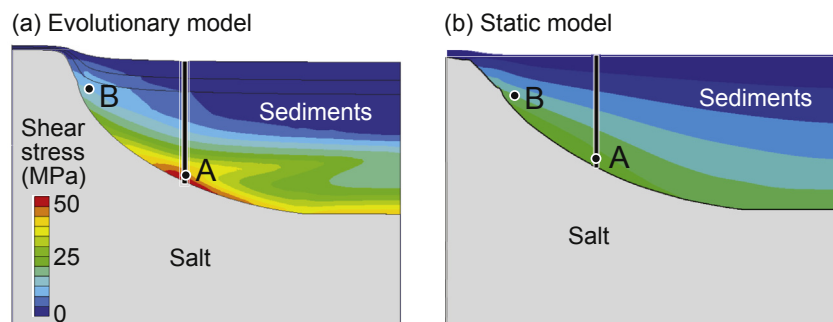 (a) Evolutionary model
(b) Static model
B
Sediments
Shear
stress
(MPa)
A
50
25
0
Salt
B
Sediments
A
Salt